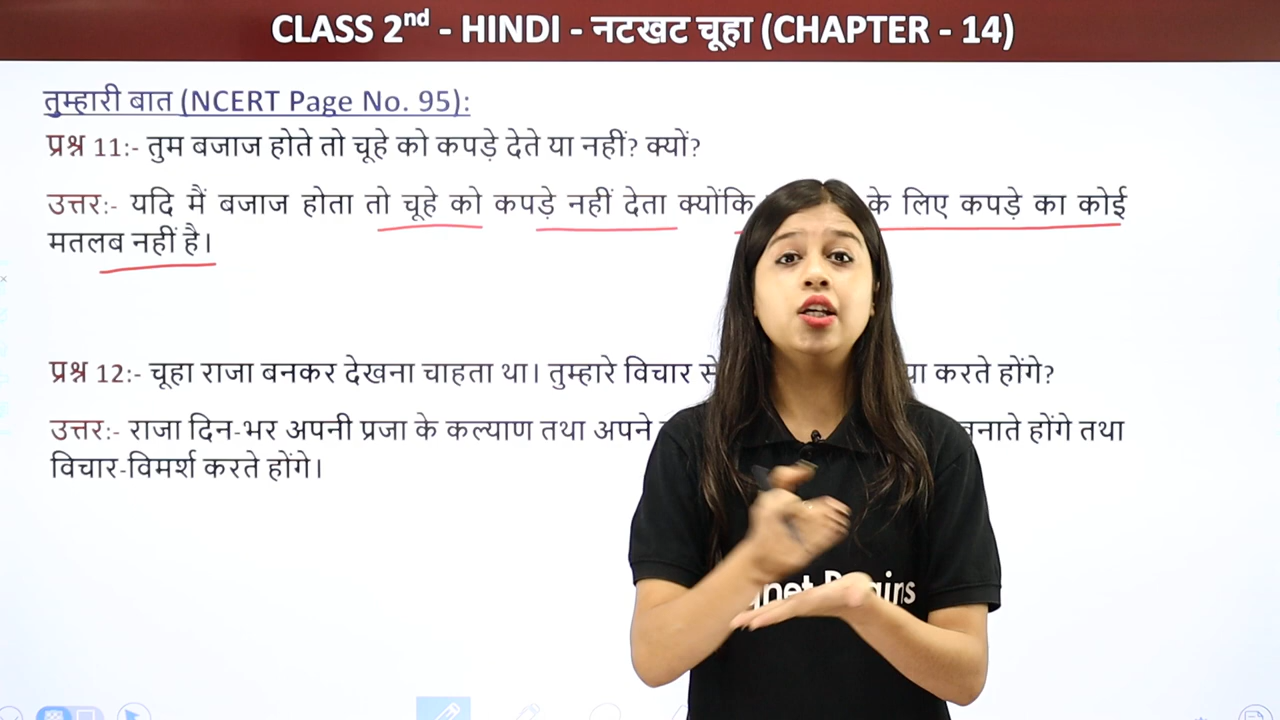 CLASS 2nd - HINDI - नटखट चूहा (CHAPTER - 14)
तुम्हारी बात (NCERT Page No. 95):
प्रश्न 11:- तुम बजाज होते तो चूहे को कपड़े देते या नहीं? क्यों?
उत्तर:- यदि मैं बजाज होता तो चूहे को कपड़े नहीं देता क्योंकि के लिए कपड़े का कोई
मतलब नहीं है।
प्रश्न 12:- चूहा राजा बनकर देखना चाहता था। तुम्हारे विचार से करते होंगे?
उत्तर:- राजा दिन-भर अपनी प्रजा के कल्याण तथा अपने बनाते होंगे तथा
विचार-विमर्श करते होंगे।